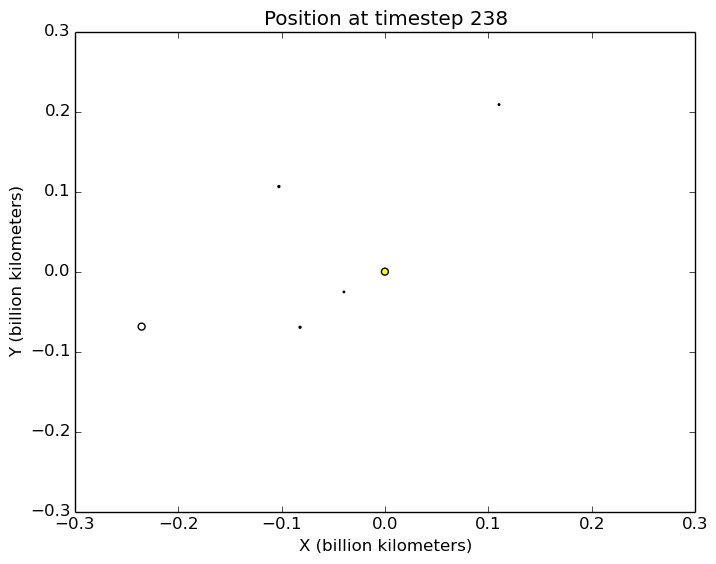 Position at timestep 238
0.3
0.2
0.1
0.0
−0.1
−0.2
−0.3
Y (billion kilometers)
−0.3 −0.2 −0.1 0.0 0.1 0.2 0.3
X (billion kilometers)